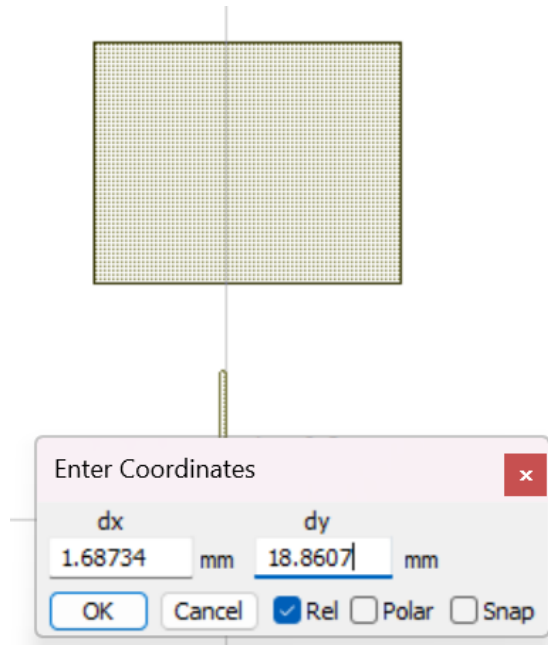 Enter Coordinates
dx dy
1.68734 mm 18.8607 mm
OK Cancel Rel Polar Snap